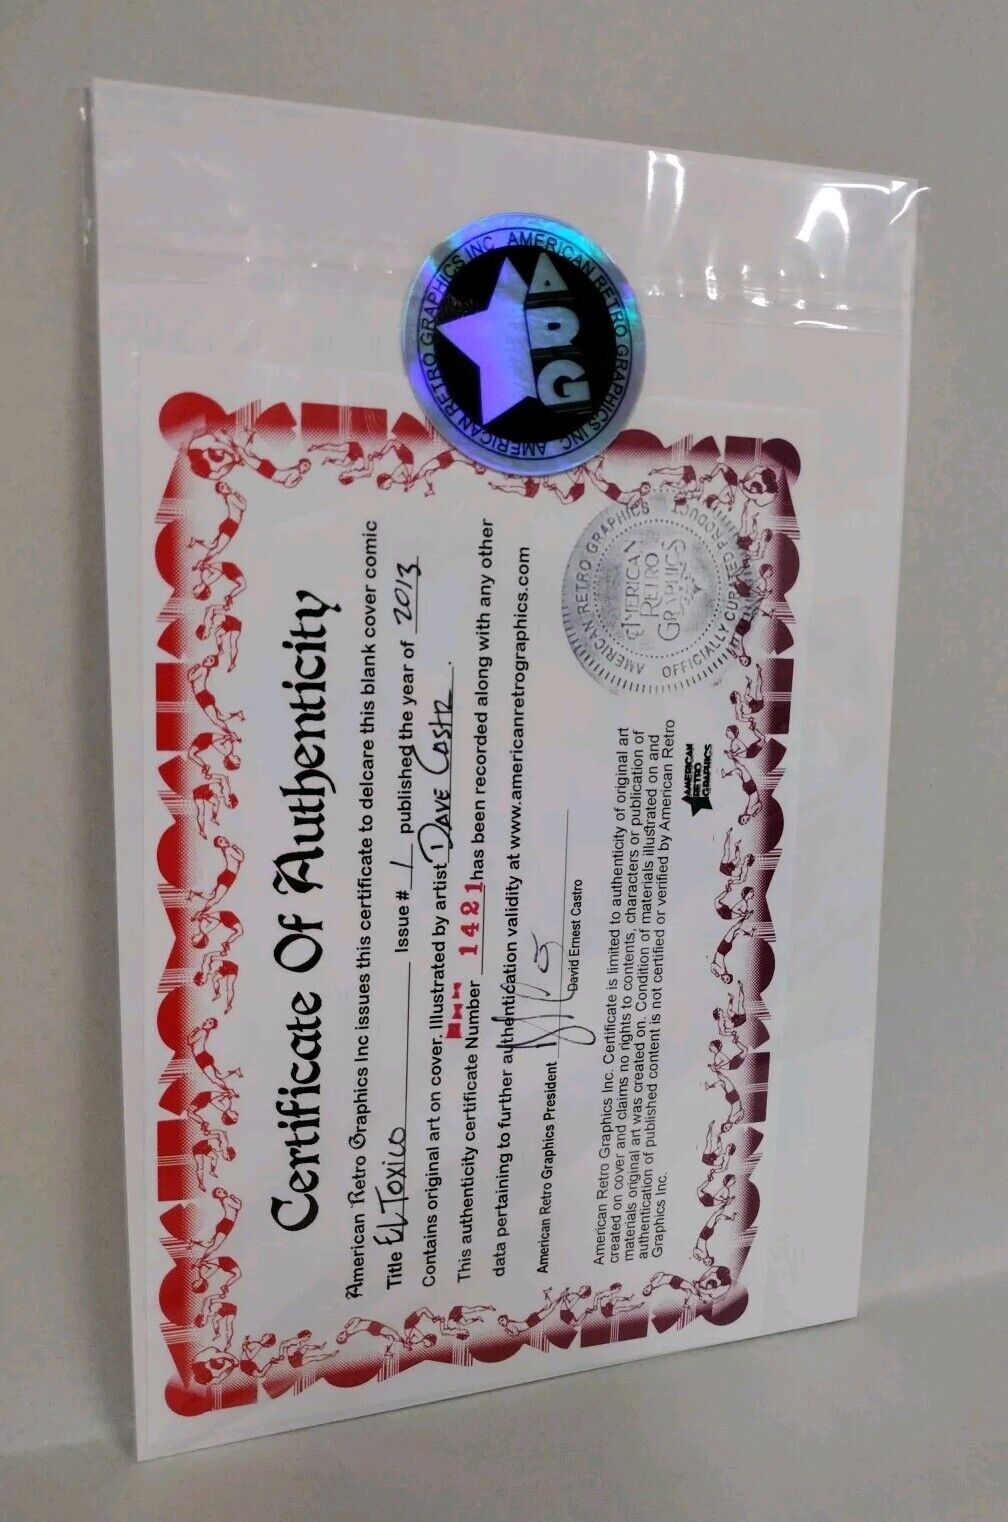 AMERICAN RETRO GRAPHICS INC AMERICAN RETRO GRAPHICS INC
ARG
Certificate Of Authenticity
American Retro Graphics Inc issues this certificate to delcare this blank cover comic
Title El Toxico Issue # 1 published the year of 2013
Contains original art on cover. Illustrated by artist Dave Castr.
This authenticity certificate Number 1421 has been recorded along with any other
data pertaining to further authentication validity at www.americanretrographics.com
American Retro Graphics President
David Ernest Castro
AMERICAN RETRO GRAPHICS
OFFICIALLY CURATED PRODUCT
AMERICAN
RETRO
GRAPHICS
American Retro Graphics Inc. Certificate is limited to authenticity of original art
created on cover and claims no rights to contents, characters or publication of
materials original art was created on. Condition of materials illustrated on and
authentication of published content is not certified or verified by American Retro
Graphics Inc.
AMERICAN
RETRO
GRAPHICS